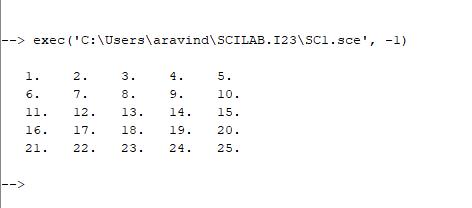 --> exec('C:\Users\aravind\SCILAB.I23\SC1.sce', -1)
1. 2. 3. 4. 5.
6. 7. 8. 9. 10.
11. 12. 13. 14. 15.
16. 17. 18. 19. 20.
21. 22. 23. 24. 25.
-->